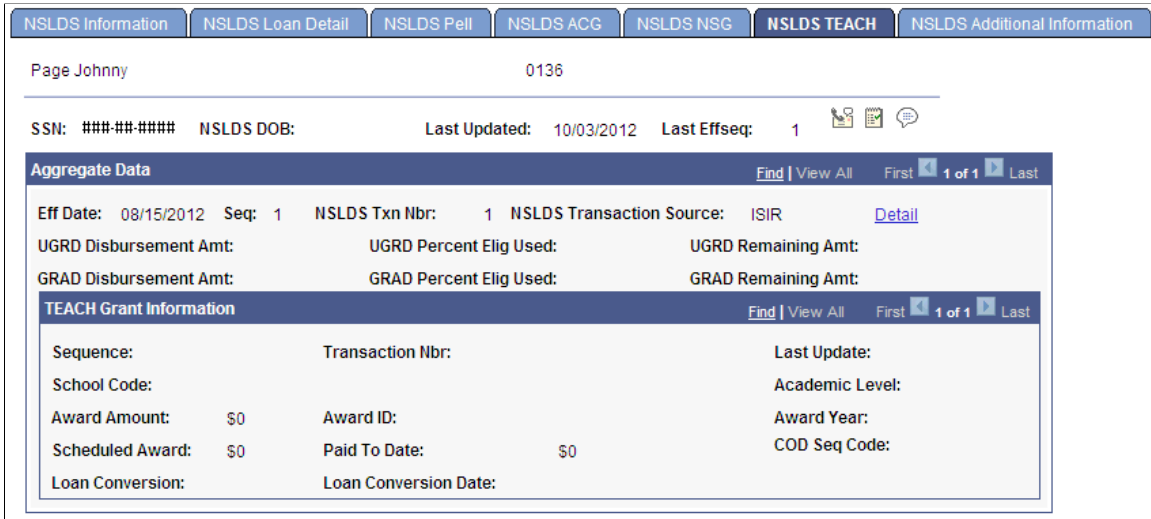 NSLDS Information NSLDS Loan Detail NSLDS Pell NSLDS ACG NSLDS NSG NSLDS TEACH NSLDS Additional Information
Page Johnny 0136
SSN: ###-##-#### NSLDS DOB: Last Updated: 10/03/2012 Last Effseq: 1
Aggregate Data Find | View All First 1 of 1 Last
Eff Date: 08/15/2012 Seq: 1 NSLDS Txn Nbr: 1 NSLDS Transaction Source: ISIR Detail
UGRD Disbursement Amt: UGRD Percent Elig Used: UGRD Remaining Amt:
GRAD Disbursement Amt: GRAD Percent Elig Used: GRAD Remaining Amt:
TEACH Grant Information Find | View All First 1 of 1 Last
Sequence: Transaction Nbr: Last Update:
School Code: Academic Level:
Award Amount: $0 Award ID: Award Year:
Scheduled Award: $0 Paid To Date: $0 COD Seq Code:
Loan Conversion: Loan Conversion Date: